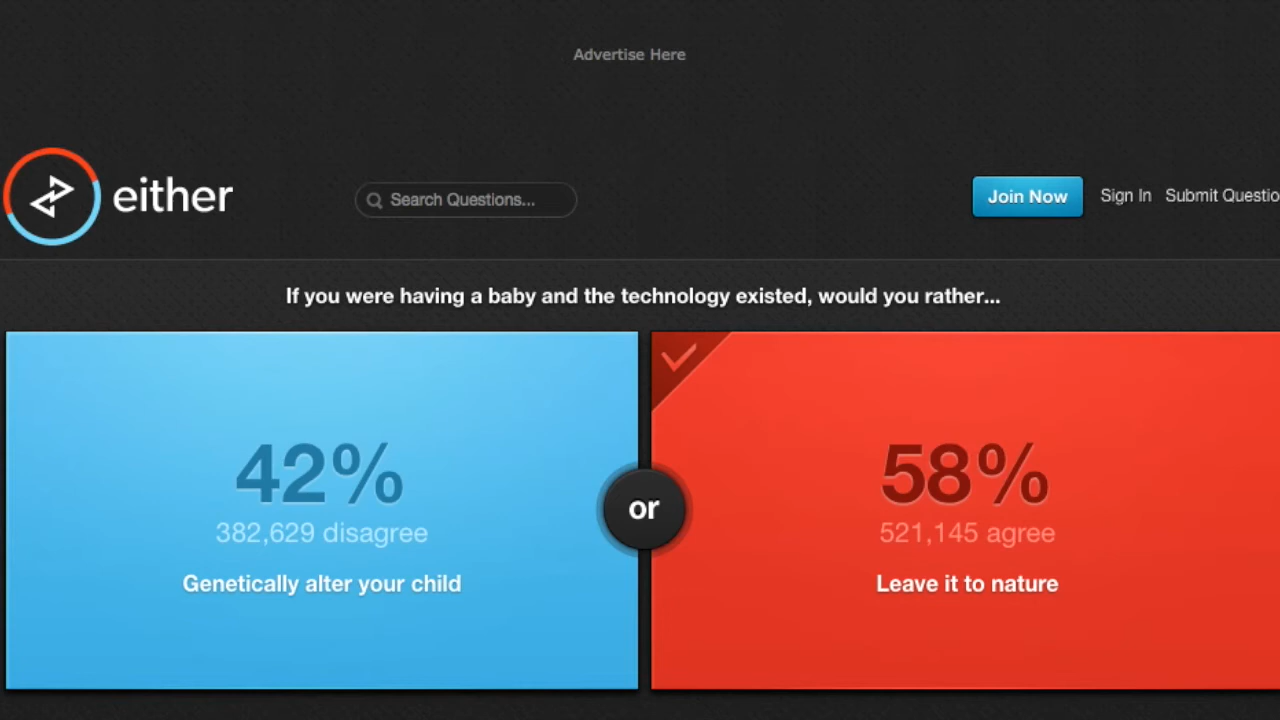 Advertise Here
either
Search Questions...
Join Now
Sign In
Submit Questio
If you were having a baby and the technology existed, would you rather...
42%
382,629 disagree
Genetically alter your child
or
58%
521,145 agree
Leave it to nature